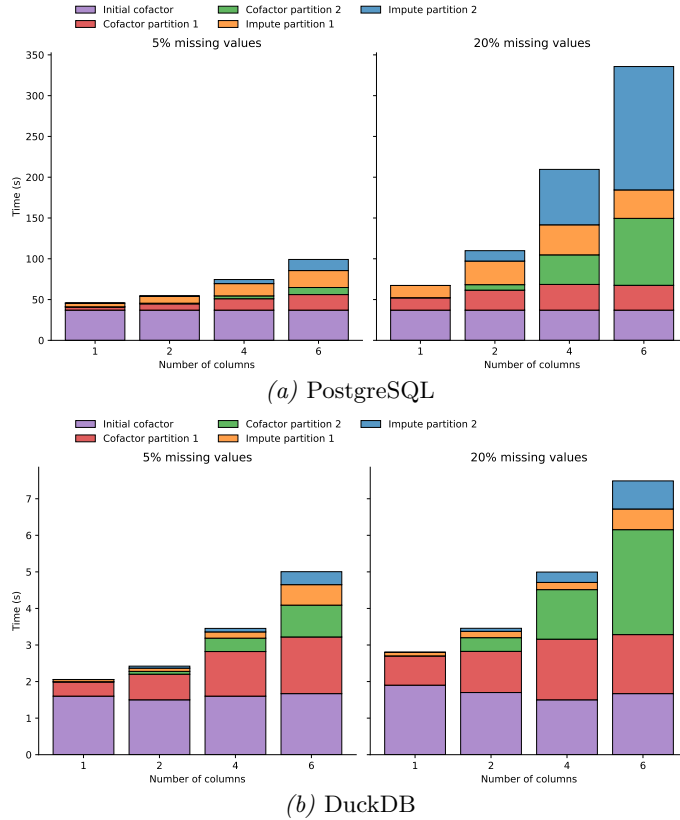 Initial cofactor Cofactor partition 2 Impute partition 2
Cofactor partition 1 Impute partition 1
5% missing values 20% missing values
350
300
250
200
150
100
50
0
Time (s)
1 2 4 6 1 2 4 6
Number of columns Number of columns
(a) PostgreSQL
Initial cofactor Cofactor partition 2 Impute partition 2
Cofactor partition 1 Impute partition 1
5% missing values 20% missing values
7
6
5
4
3
2
1
0
Time (s)
1 2 4 6 1 2 4 6
Number of columns Number of columns
(b) DuckDB